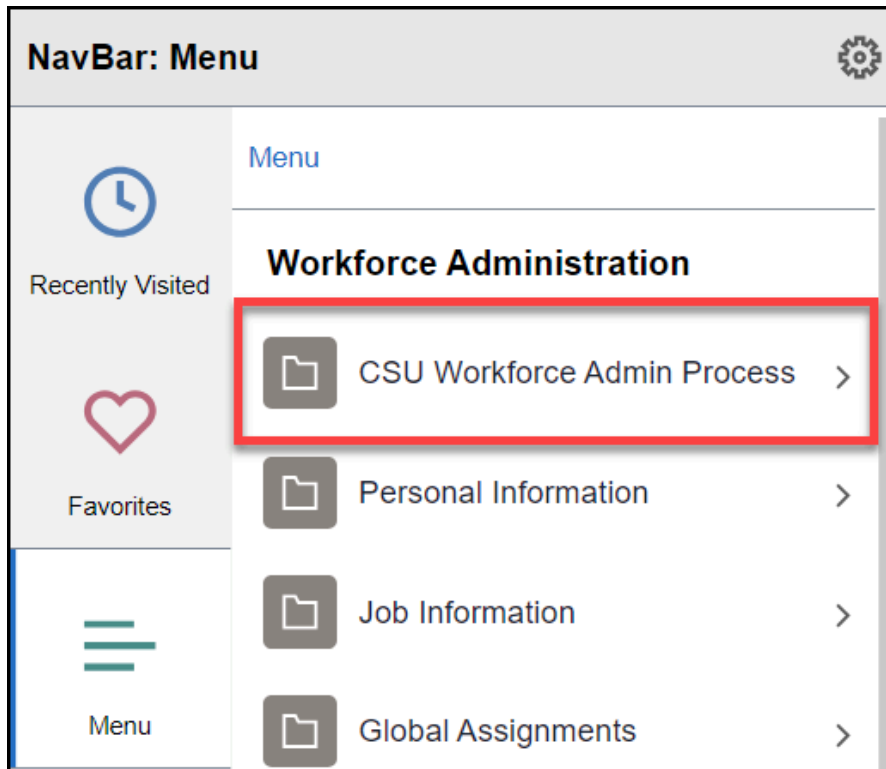 NavBar: Menu
Menu
Recently Visited
Workforce Administration
CSU Workforce Admin Process
Favorites
Personal Information
Job Information
Menu
Global Assignments